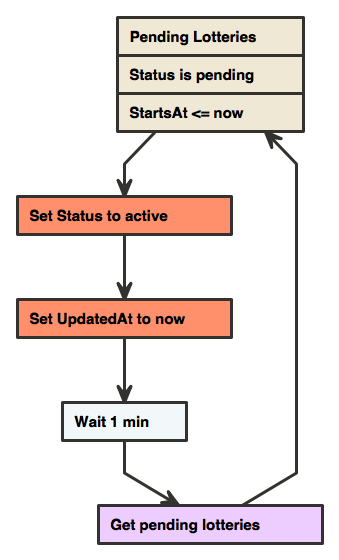 Pending Lotteries
Status is pending
StartsAt <= now
Set Status to active
Set UpdatedAt to now
Wait 1 min
Get pending lotteries